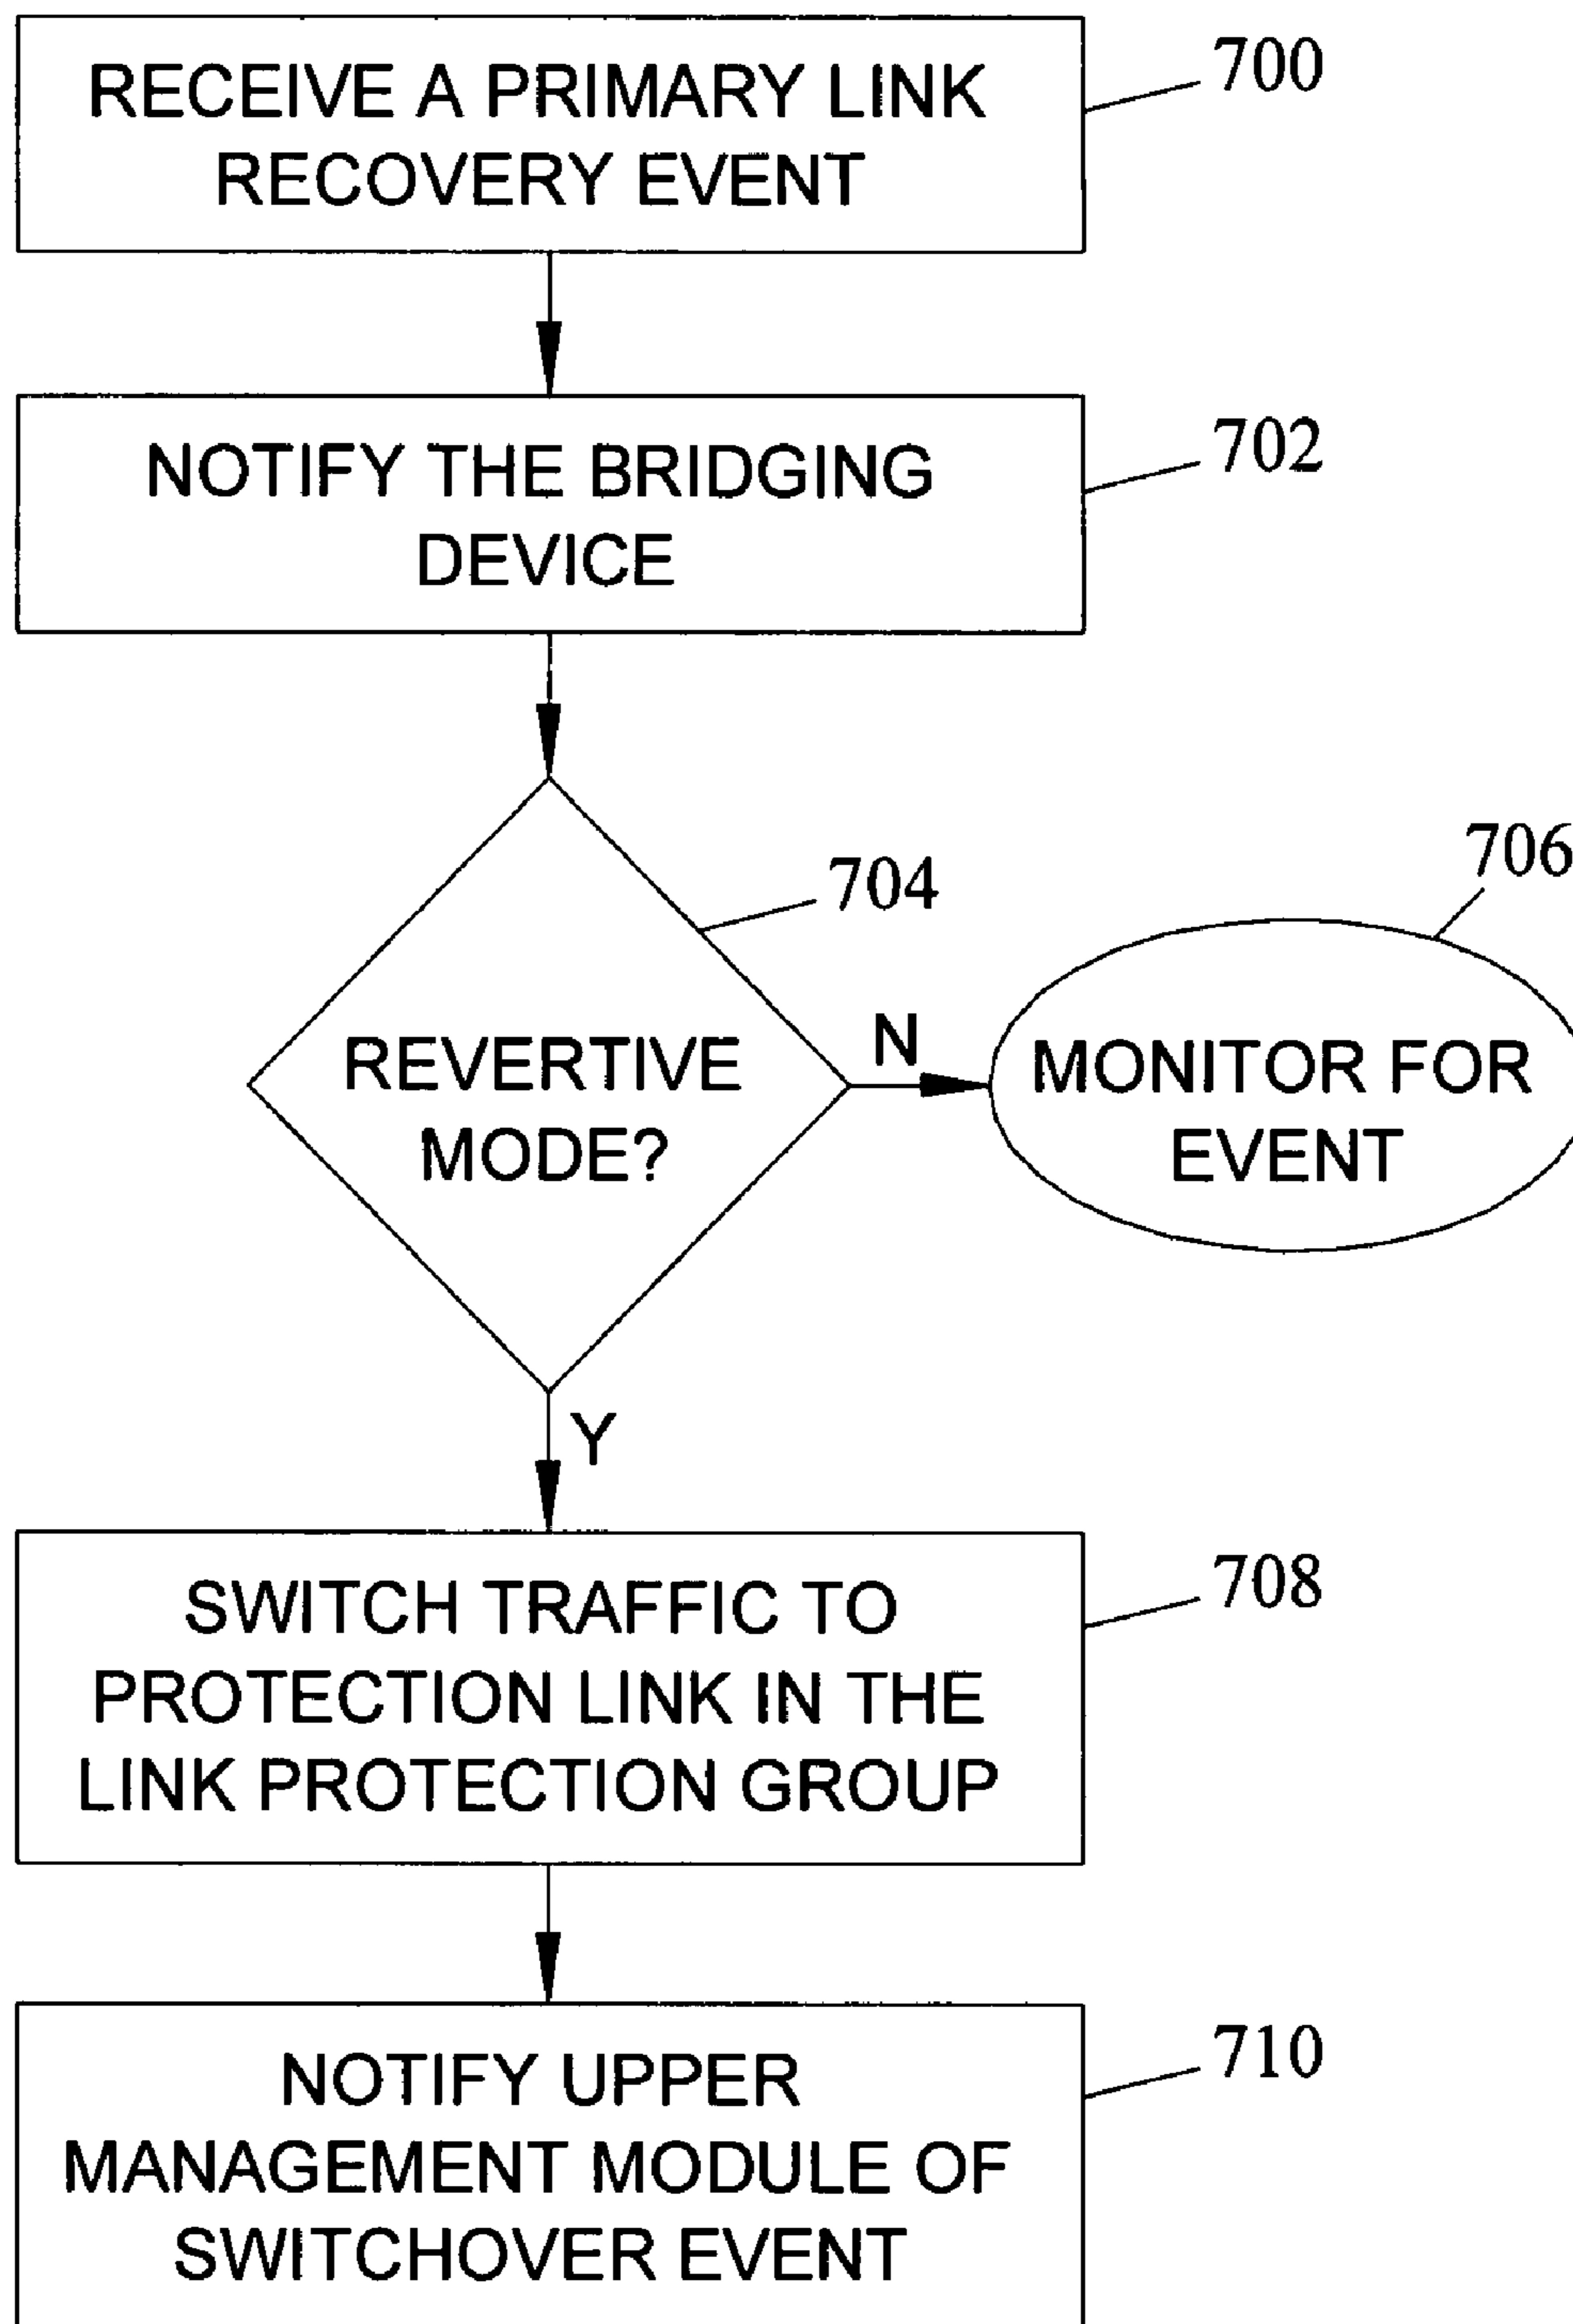 RECEIVE A PRIMARY LINK
RECOVERY EVENT
700
NOTIFY THE BRIDGING
DEVICE
702
REVERTIVE
MODE?
704
N
MONITOR FOR
EVENT
706
Y
SWITCH TRAFFIC TO
PROTECTION LINK IN THE
LINK PROTECTION GROUP
708
NOTIFY UPPER
MANAGEMENT MODULE OF
SWITCHOVER EVENT
710